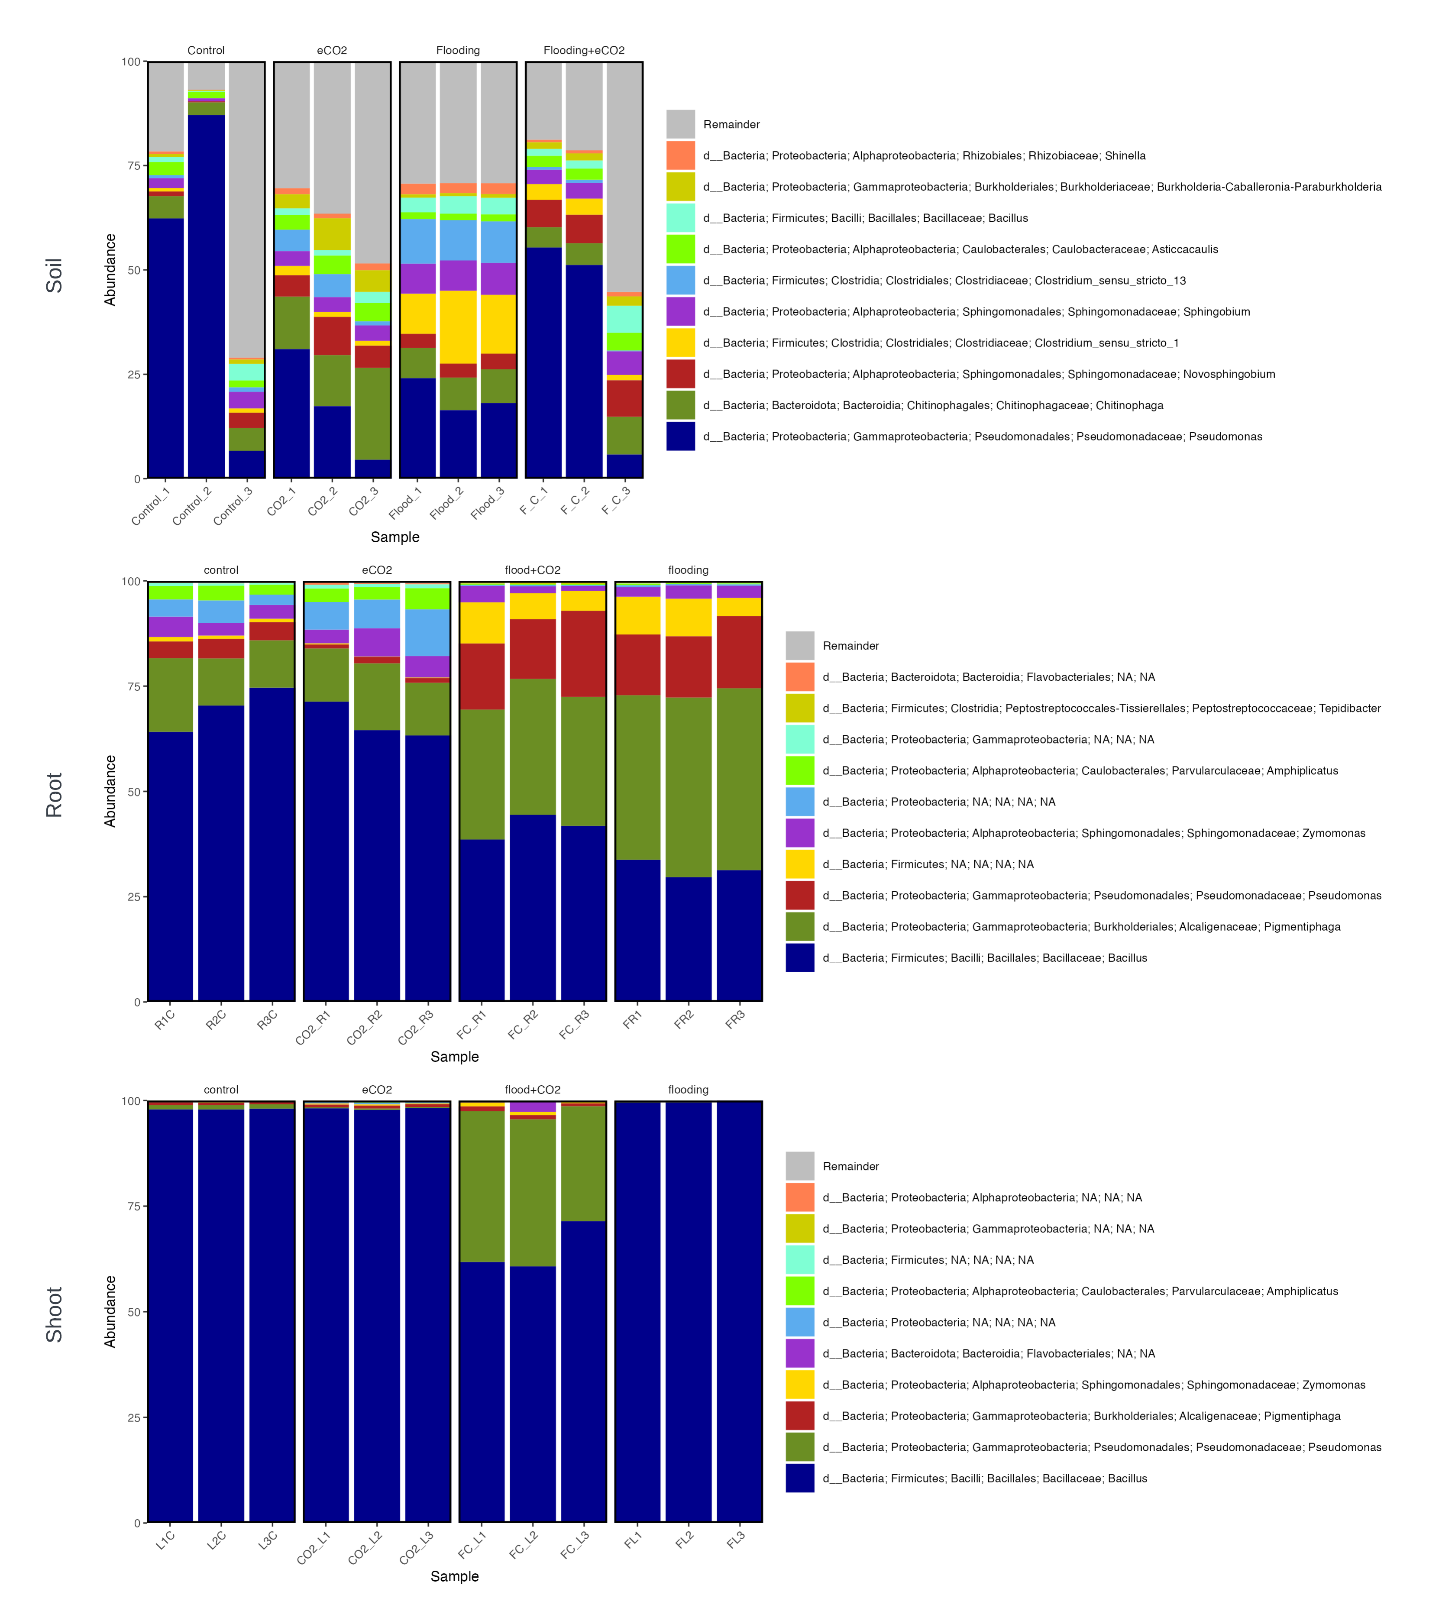 Soil
Control
eCO2
Flooding
Flooding+eCO2
Abundance
100
75
50
25
0
Control_1
Control_2
Control_3
CO2_1
CO2_2
CO2_3
Flood_1
Flood_2
Flood_3
F_C_1
F_C_2
F_C_3
Sample
Remainder
d__Bacteria; Proteobacteria; Alphaproteobacteria; Rhizobiales; Rhizobiaceae; Shinella
d__Bacteria; Proteobacteria; Gammaproteobacteria; Burkholderiales; Burkholderiaceae; Burkholderia-Caballeronia-Paraburkholderia
d__Bacteria; Firmicutes; Bacilli; Bacillales; Bacillaceae; Bacillus
d__Bacteria; Proteobacteria; Alphaproteobacteria; Caulobacterales; Caulobacteraceae; Asticcacaulis
d__Bacteria; Firmicutes; Clostridia; Clostridiales; Clostridiaceae; Clostridium_sensu_stricto_13
d__Bacteria; Proteobacteria; Alphaproteobacteria; Sphingomonadales; Sphingomonadaceae; Sphingobium
d__Bacteria; Firmicutes; Clostridia; Clostridiales; Clostridiaceae; Clostridium_sensu_stricto_1
d__Bacteria; Proteobacteria; Alphaproteobacteria; Sphingomonadales; Sphingomonadaceae; Novosphingobium
d__Bacteria; Bacteroidota; Bacteroidia; Chitinophagales; Chitinophagaceae; Chitinophaga
d__Bacteria; Proteobacteria; Gammaproteobacteria; Pseudomonadales; Pseudomonadaceae; Pseudomonas
Root
control
eCO2
flood+CO2
flooding
Abundance
100
75
50
25
0
R1C
R2C
R3C
CO2_R1
CO2_R2
CO2_R3
FC_R1
FC_R2
FC_R3
FR1
FR2
FR3
Sample
Remainder
d__Bacteria; Bacteroidota; Bacteroidia; Flavobacteriales; NA; NA
d__Bacteria; Firmicutes; Clostridia; Peptostreptococcales-Tissierellales; Peptostreptococcaceae; Tepidibacter
d__Bacteria; Proteobacteria; Gammaproteobacteria; NA; NA; NA
d__Bacteria; Proteobacteria; Alphaproteobacteria; Caulobacterales; Parvularculaceae; Amphiplicatus
d__Bacteria; Proteobacteria; NA; NA; NA; NA
d__Bacteria; Proteobacteria; Alphaproteobacteria; Sphingomonadales; Sphingomonadaceae; Zymomonas
d__Bacteria; Firmicutes; NA; NA; NA; NA
d__Bacteria; Proteobacteria; Gammaproteobacteria; Pseudomonadales; Pseudomonadaceae; Pseudomonas
d__Bacteria; Proteobacteria; Gammaproteobacteria; Burkholderiales; Alcaligenaceae; Pigmentiphaga
d__Bacteria; Firmicutes; Bacilli; Bacillales; Bacillaceae; Bacillus
Shoot
control
eCO2
flood+CO2
flooding
Abundance
100
75
50
25
0
L1C
L2C
L3C
CO2_L1
CO2_L2
CO2_L3
FC_L1
FC_L2
FC_L3
FL1
FL2
FL3
Sample
Remainder
d__Bacteria; Proteobacteria; Alphaproteobacteria; NA; NA; NA
d__Bacteria; Proteobacteria; Gammaproteobacteria; NA; NA; NA
d__Bacteria; Firmicutes; NA; NA; NA; NA
d__Bacteria; Proteobacteria; Alphaproteobacteria; Caulobacterales; Parvularculaceae; Amphiplicatus
d__Bacteria; Proteobacteria; NA; NA; NA; NA
d__Bacteria; Bacteroidota; Bacteroidia; Flavobacteriales; NA; NA
d__Bacteria; Proteobacteria; Alphaproteobacteria; Sphingomonadales; Sphingomonadaceae; Zymomonas
d__Bacteria; Proteobacteria; Gammaproteobacteria; Burkholderiales; Alcaligenaceae; Pigmentiphaga
d__Bacteria; Proteobacteria; Gammaproteobacteria; Pseudomonadales; Pseudomonadaceae; Pseudomonas
d__Bacteria; Firmicutes; Bacilli; Bacillales; Bacillaceae; Bacillus